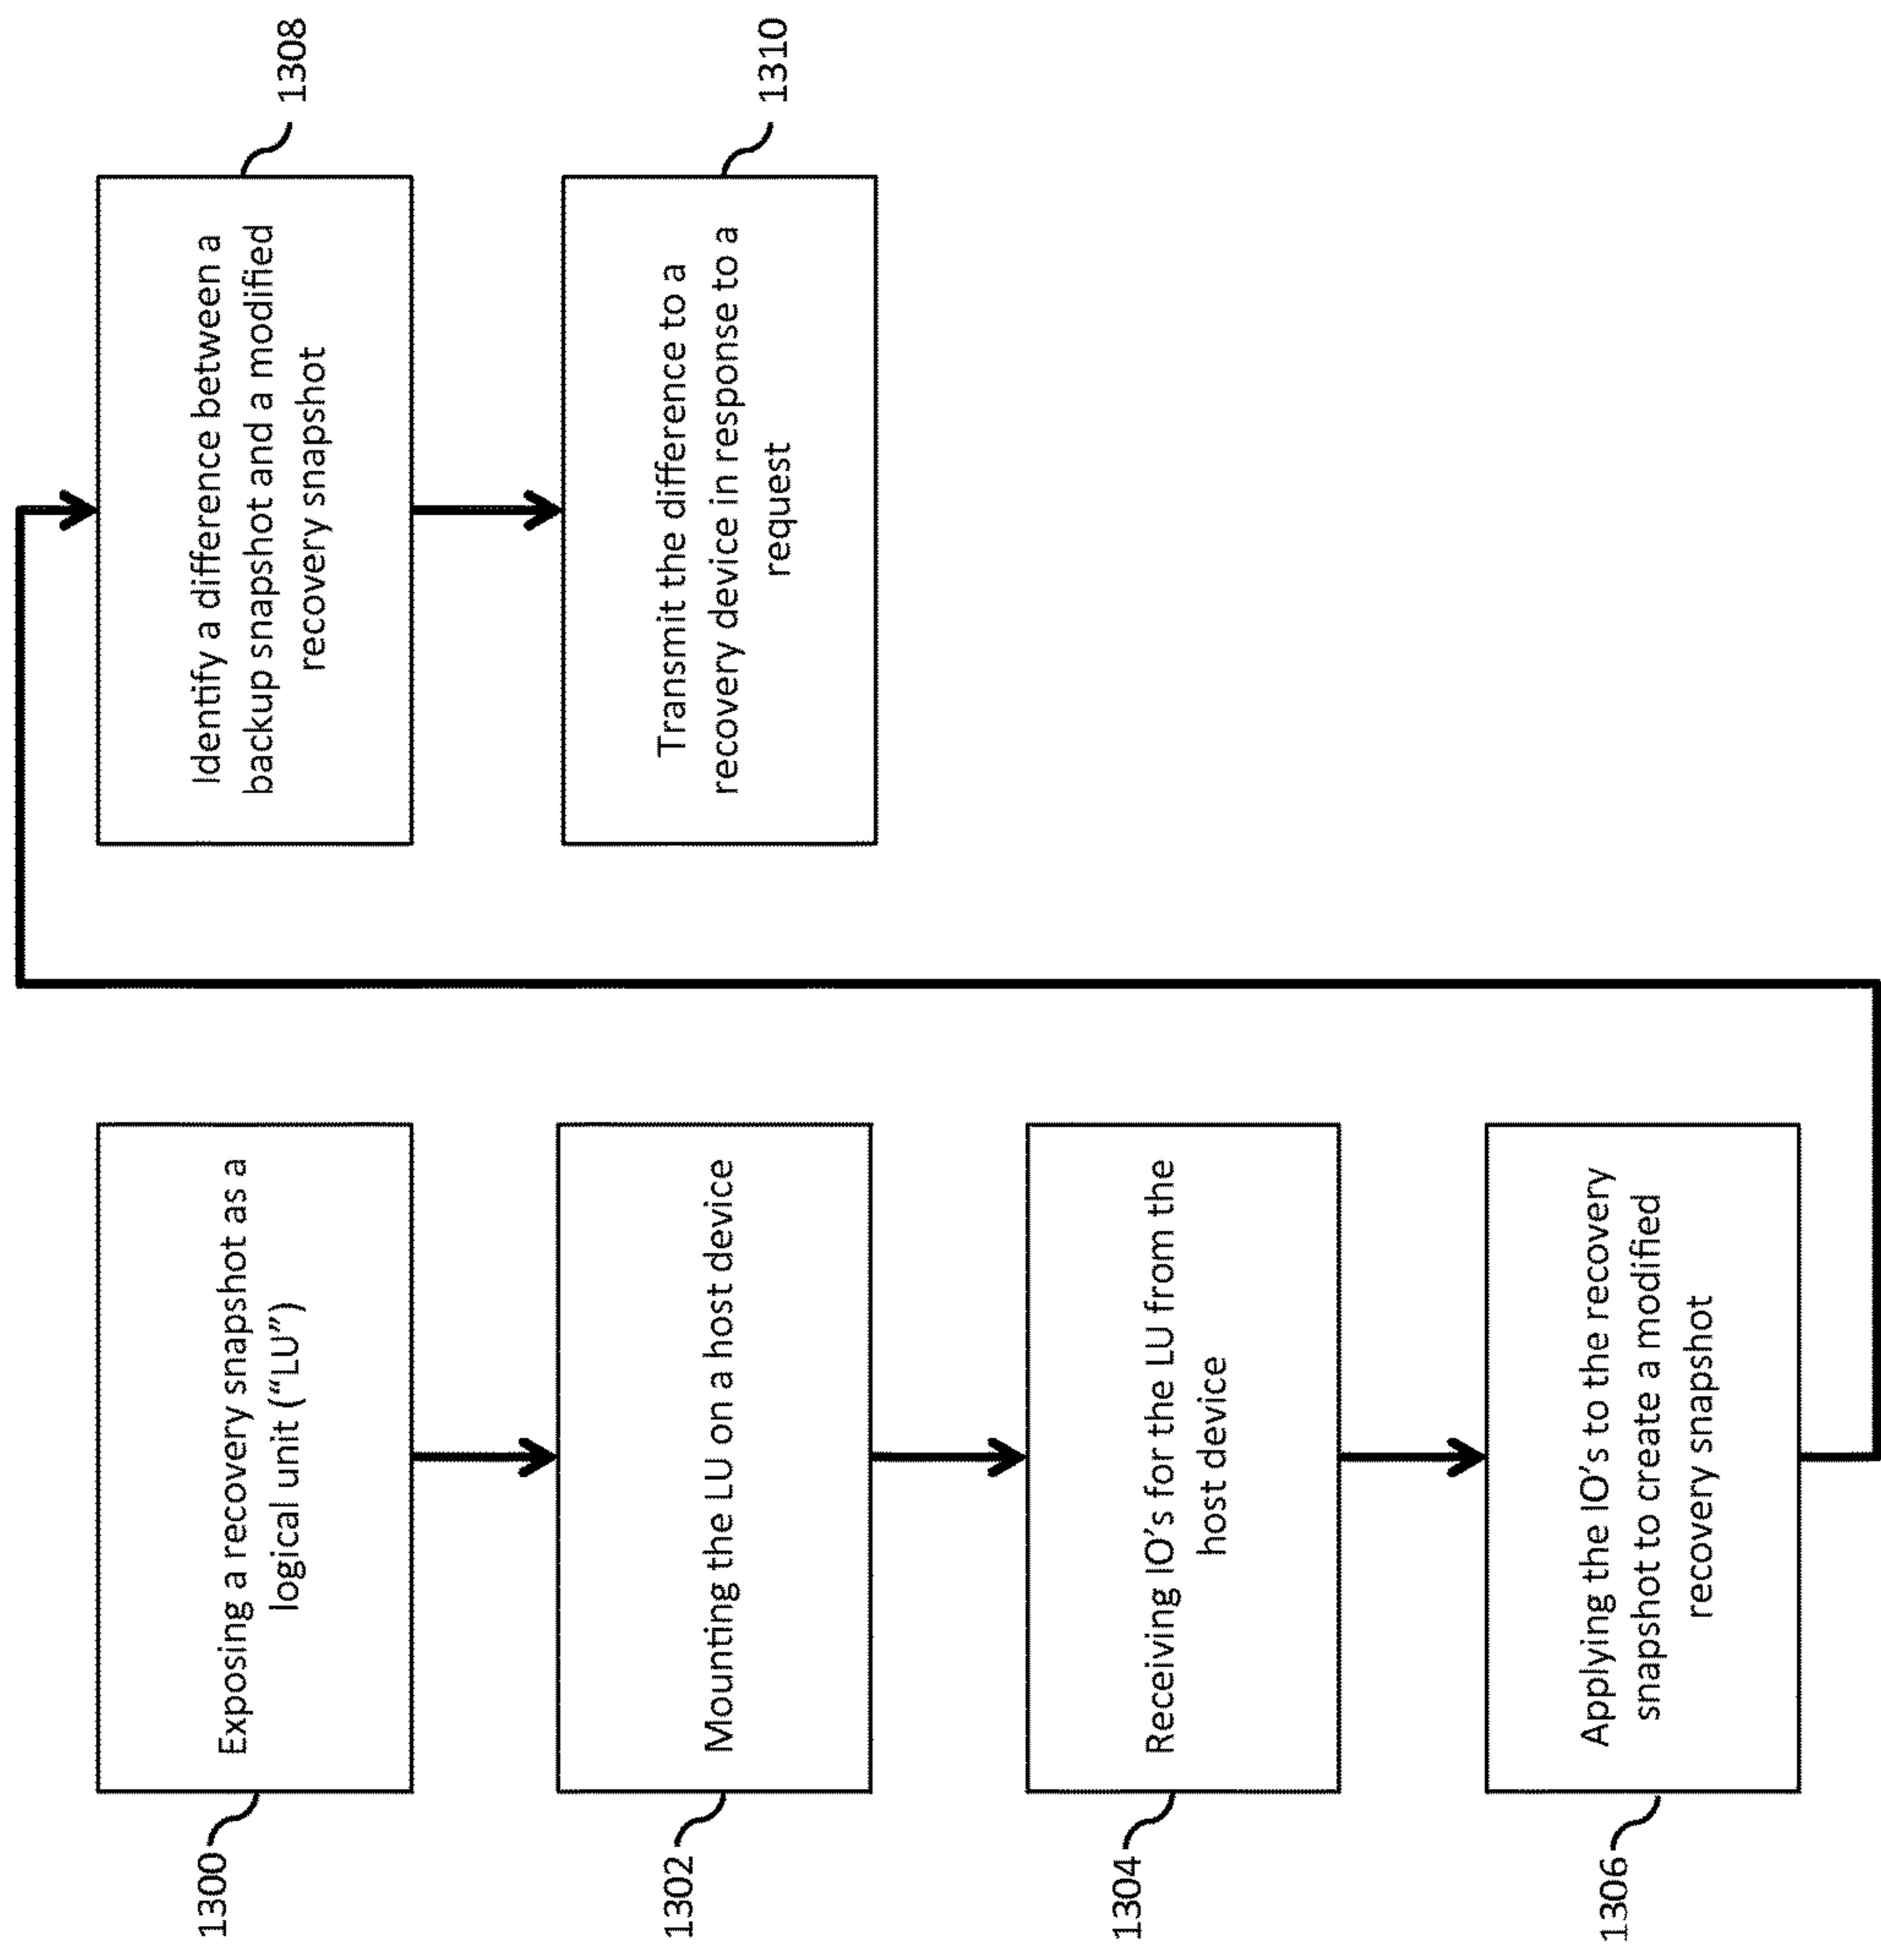 1300
Exposing a recovery snapshot as a
logical unit (“LU”)
1302
Mounting the LU on a host device
1304
Receiving IO’s for the LU from the
host device
1306
Applying the IO’s to the recovery
snapshot to create a modified
recovery snapshot
1308
Identify a difference between a
backup snapshot and a modified
recovery snapshot
1310
Transmit the difference to a
recovery device in response to a
request